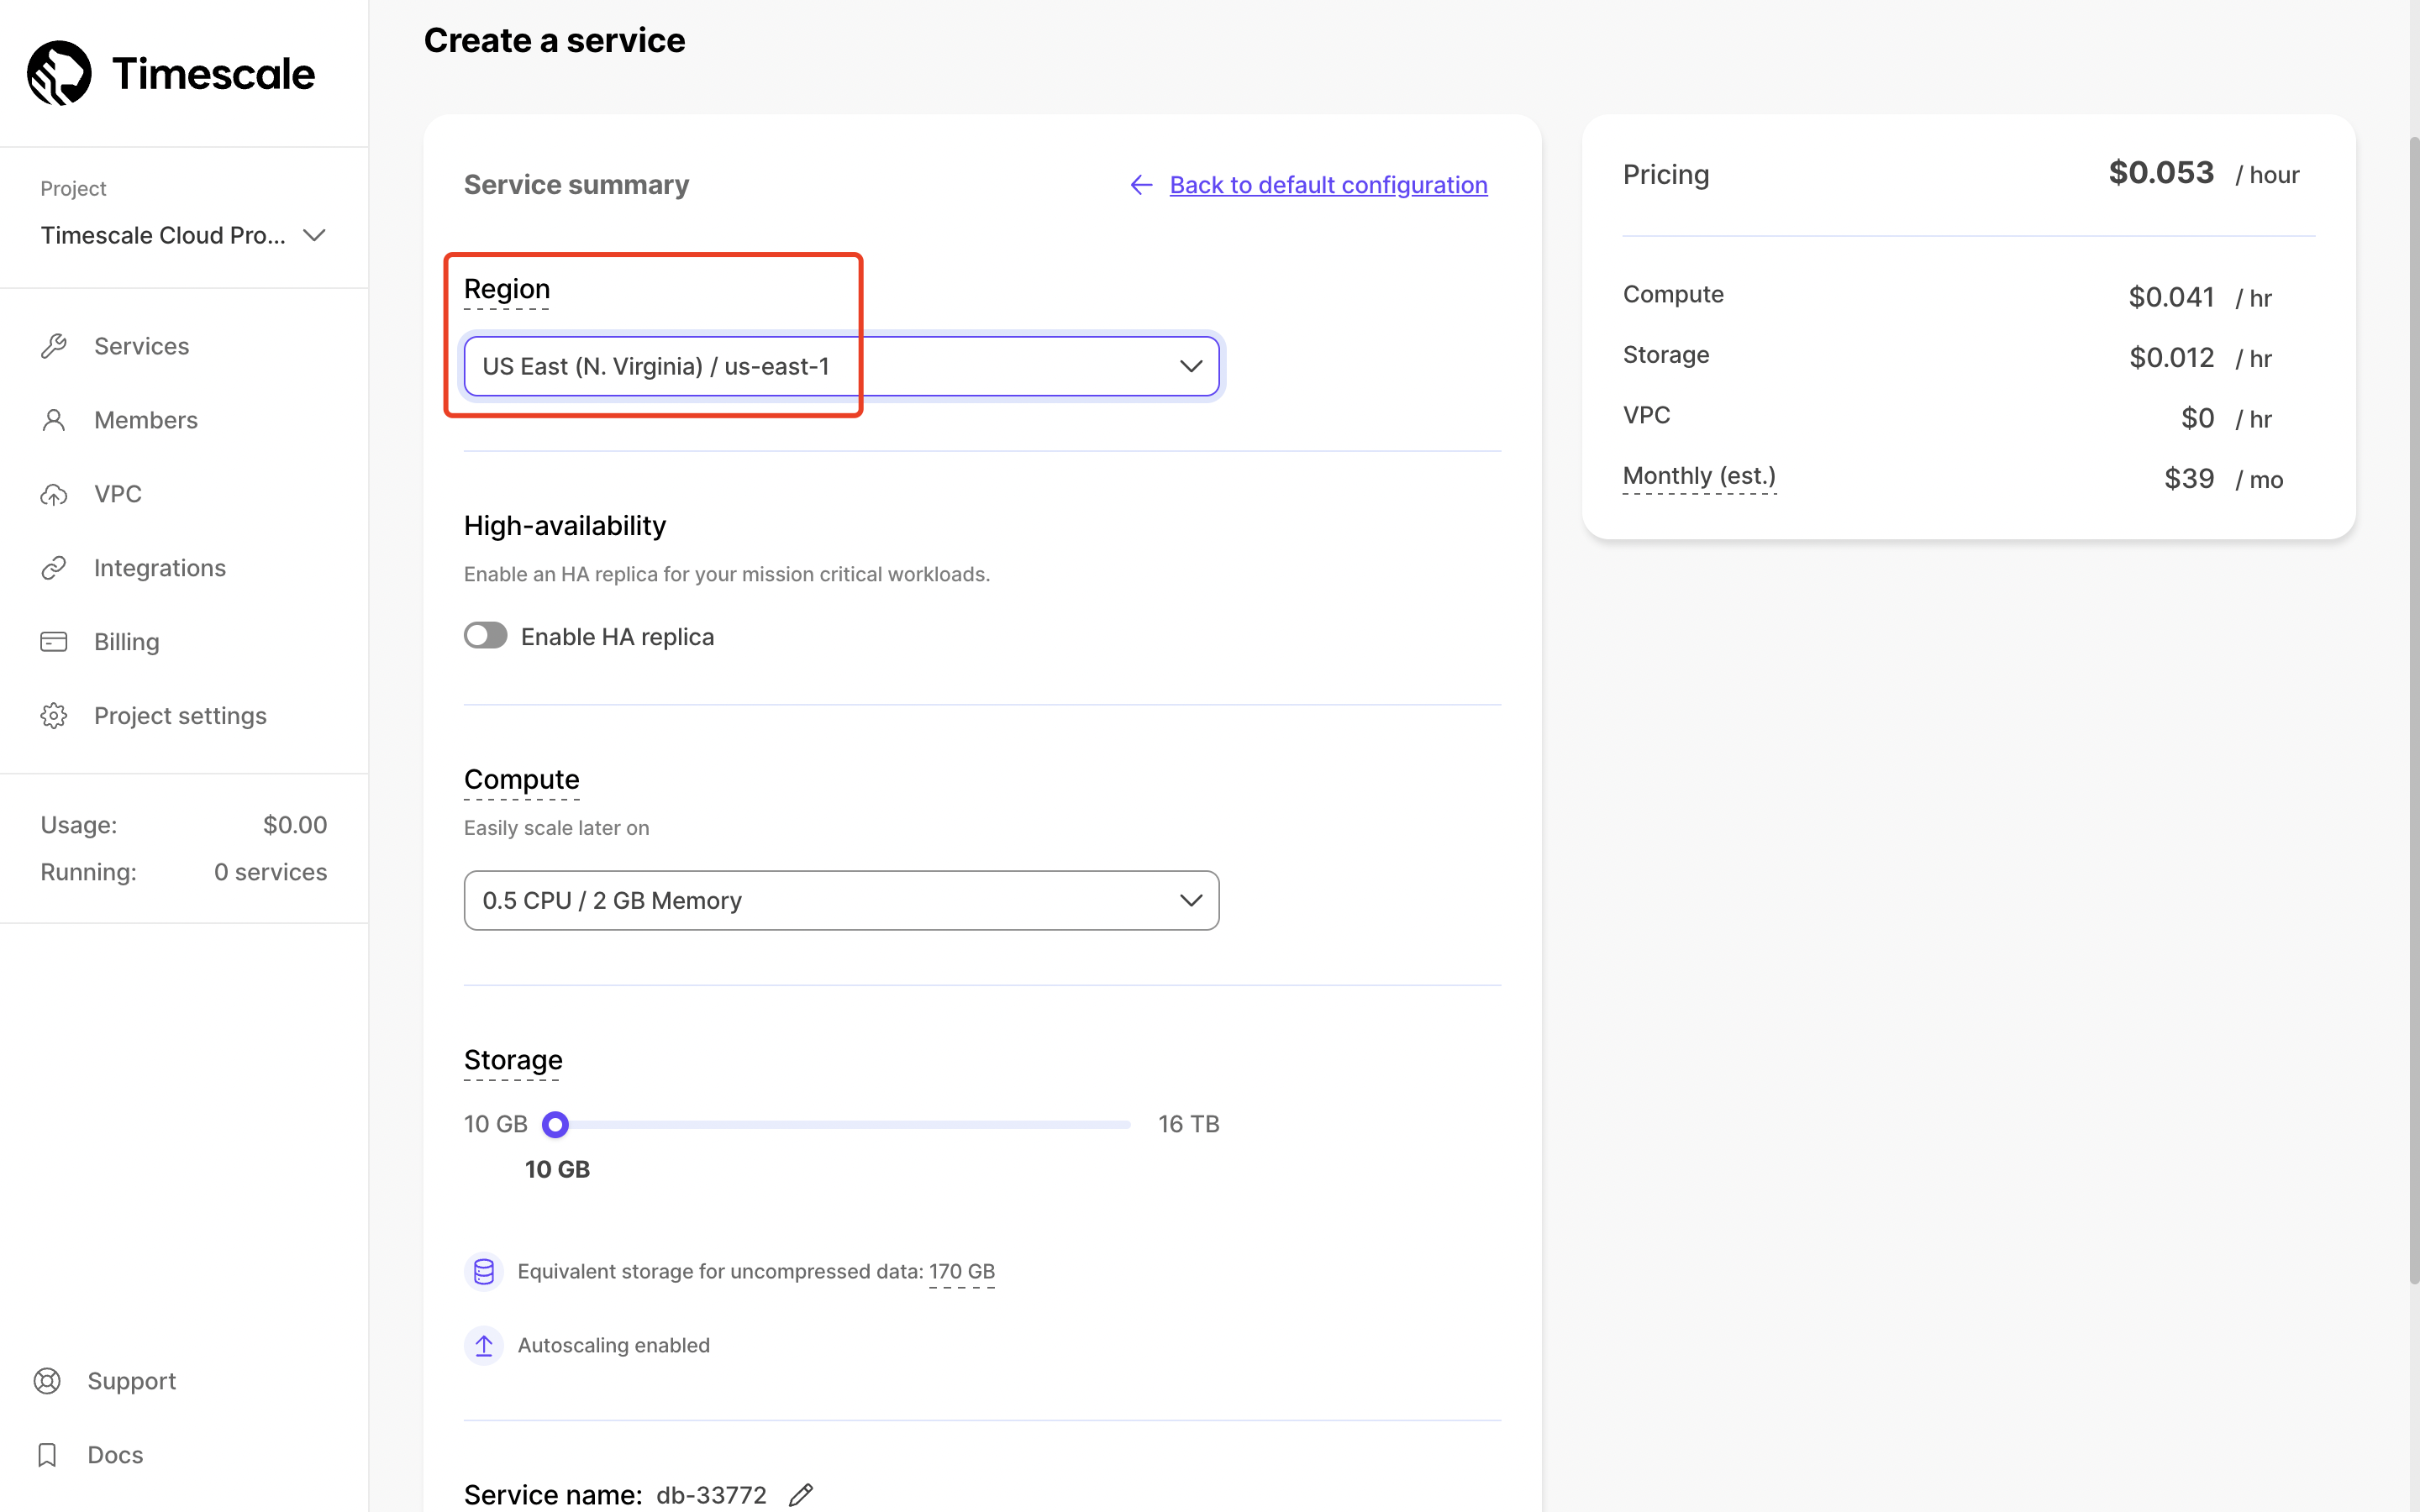 Timescale
Project
Timescale Cloud Pro...
Services
Members
VPC
Integrations
Billing
Project settings
Usage: $0.00
Running: 0 services
Support
Docs
Create a service
Service summary
Back to default configuration
Region
US East (N. Virginia) / us-east-1
High-availability
Enable an HA replica for your mission critical workloads.
Enable HA replica
Compute
Easily scale later on
0.5 CPU / 2 GB Memory
Storage
10 GB 16 TB
10 GB
Equivalent storage for uncompressed data: 170 GB
Autoscaling enabled
Service name: db-33772
Pricing $0.053 / hour
Compute $0.041 / hr
Storage $0.012 / hr
VPC $0 / hr
Monthly (est.) $39 / mo